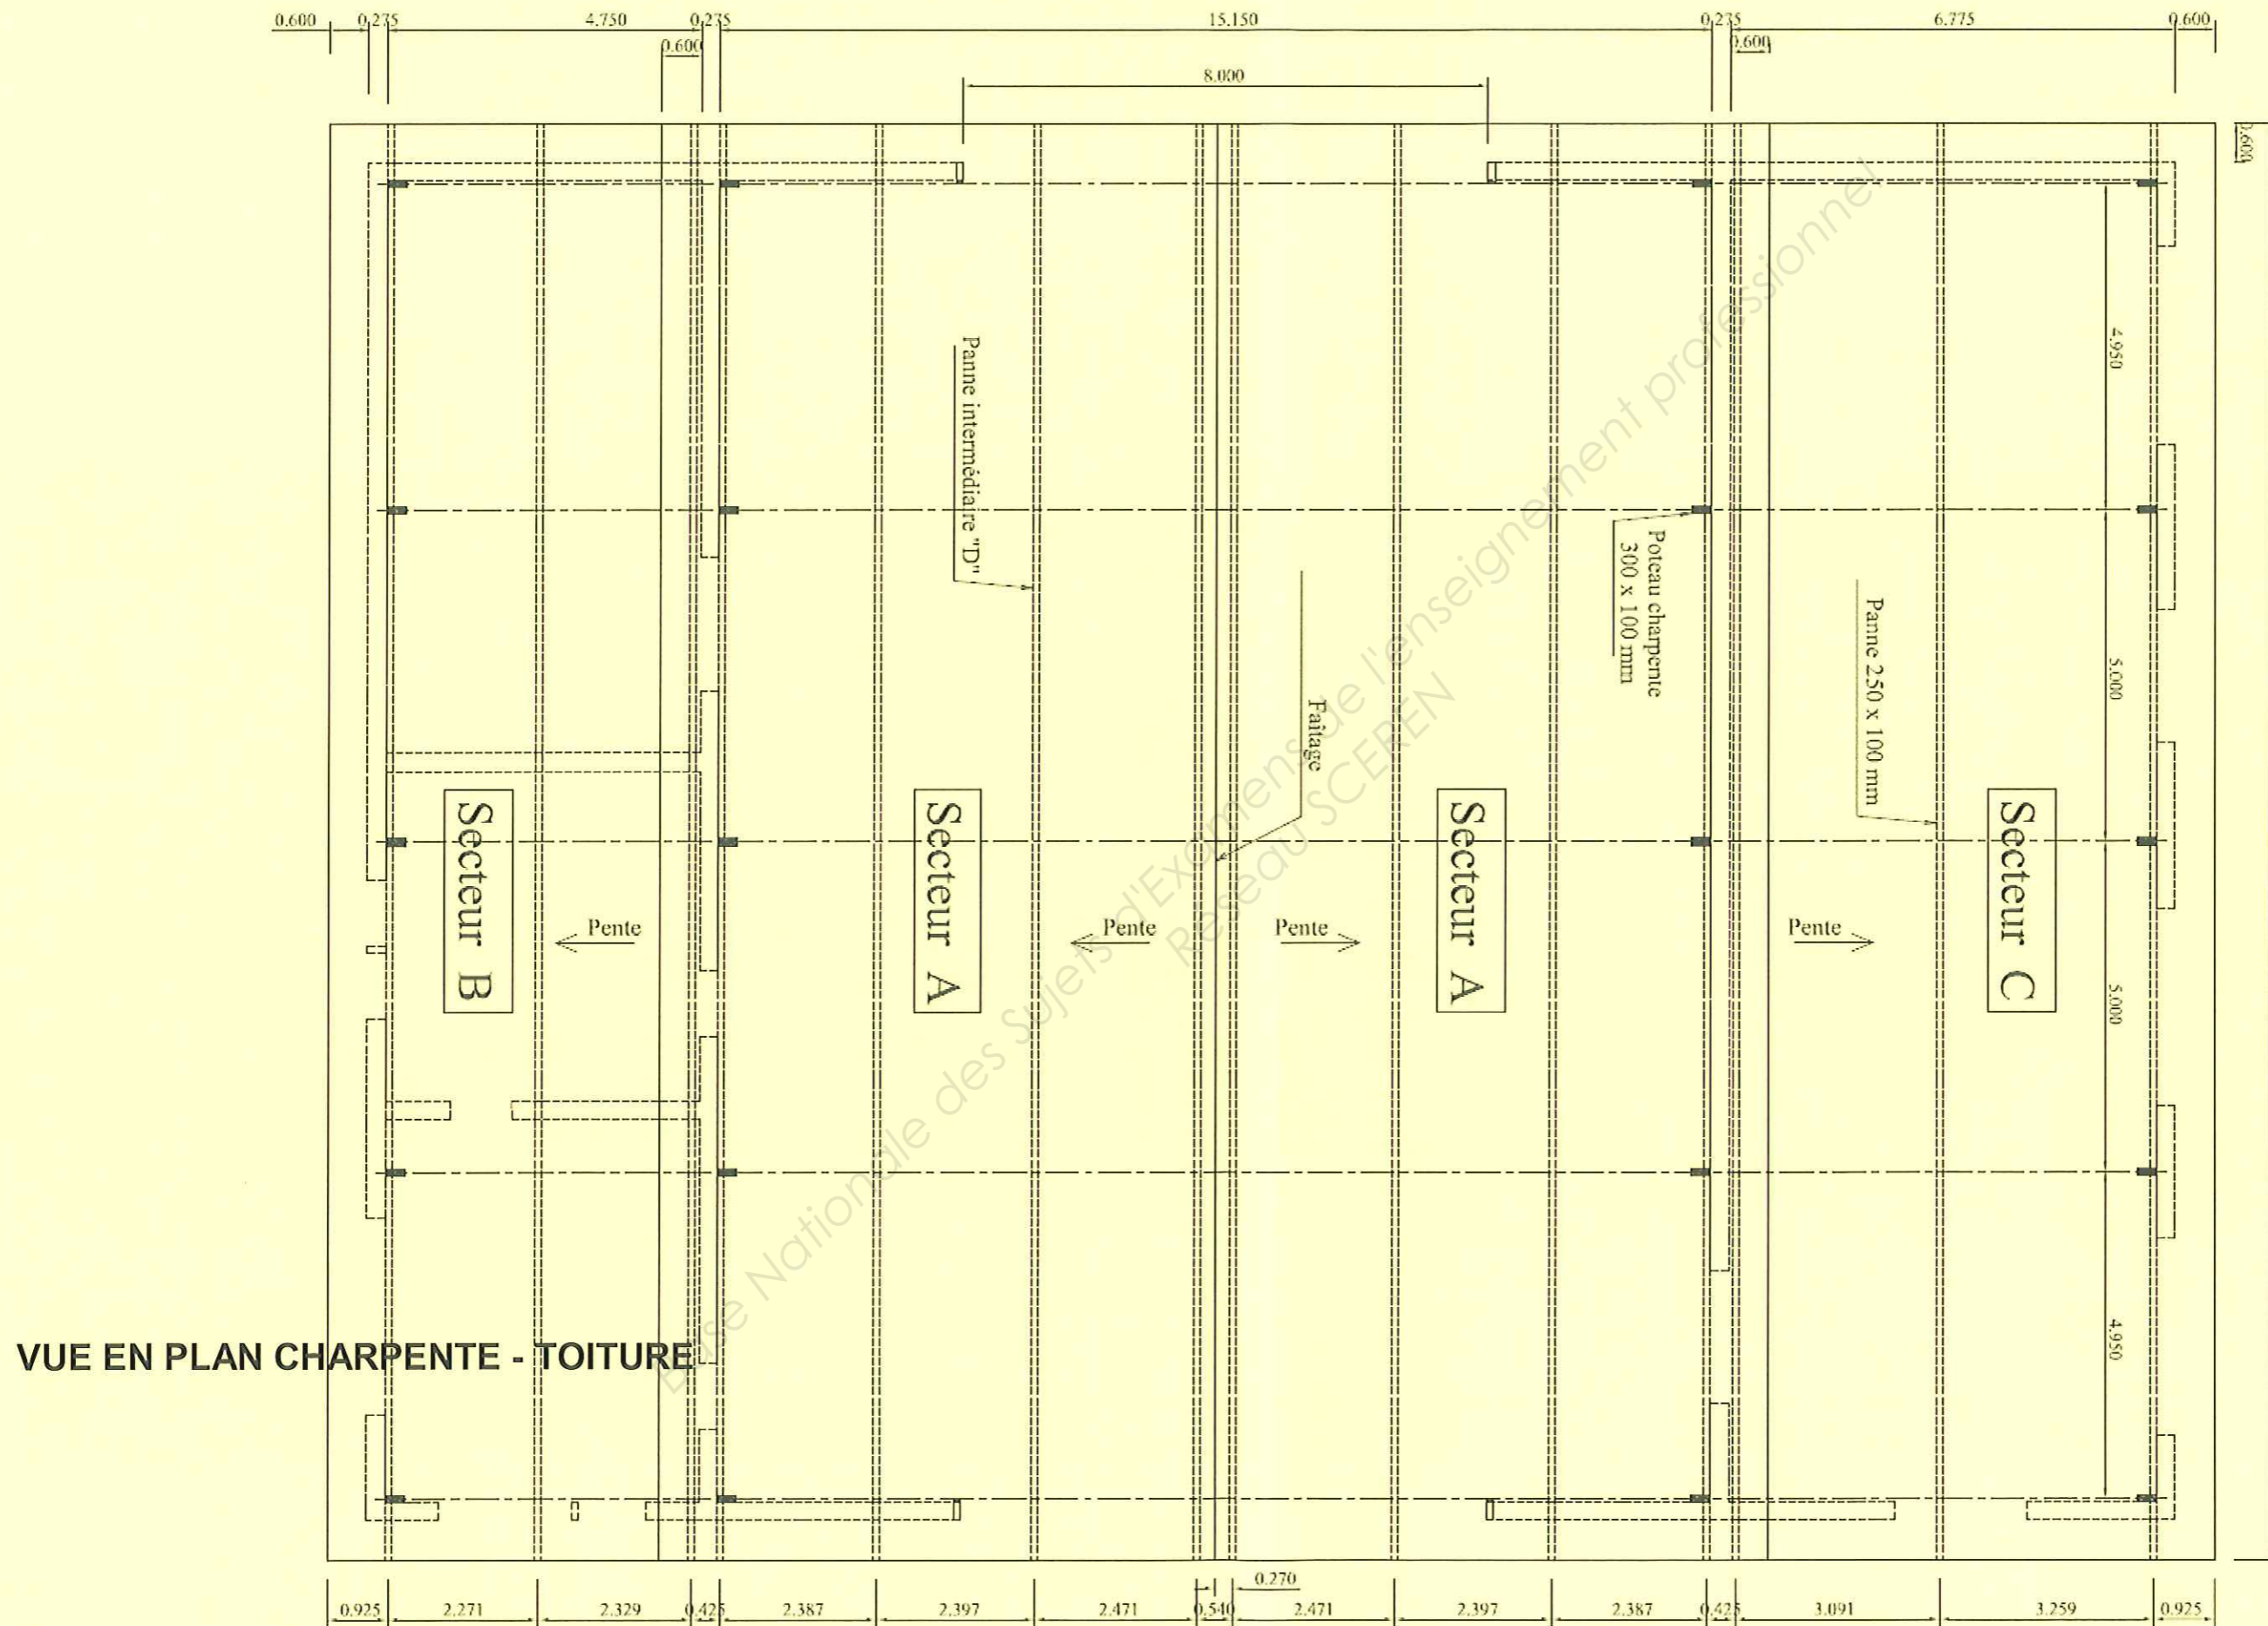 0.600 0.275 4.750 0.275 15.150 0.275 6.775 0.600
0.600 0.600
8.000
0.600
4.950
Panne intermédiaire "D"
Poteau charpente
300 x 100 mm
Panne 250 x 100 mm
5.000
Faîtage
Secteur B
Secteur A
Secteur A
Secteur C
Pente Pente Pente Pente
5.000
4.950
VUE EN PLAN CHARPENTE - TOITURE
0.270
0.925 2.271 2.329 0.425 2.387 2.397 2.471 0.540 2.471 2.397 2.387 0.425 3.091 3.259 0.925
Base Nationale des Sujets d'Examens de l'enseignement professionnel
Réseau SCEREN